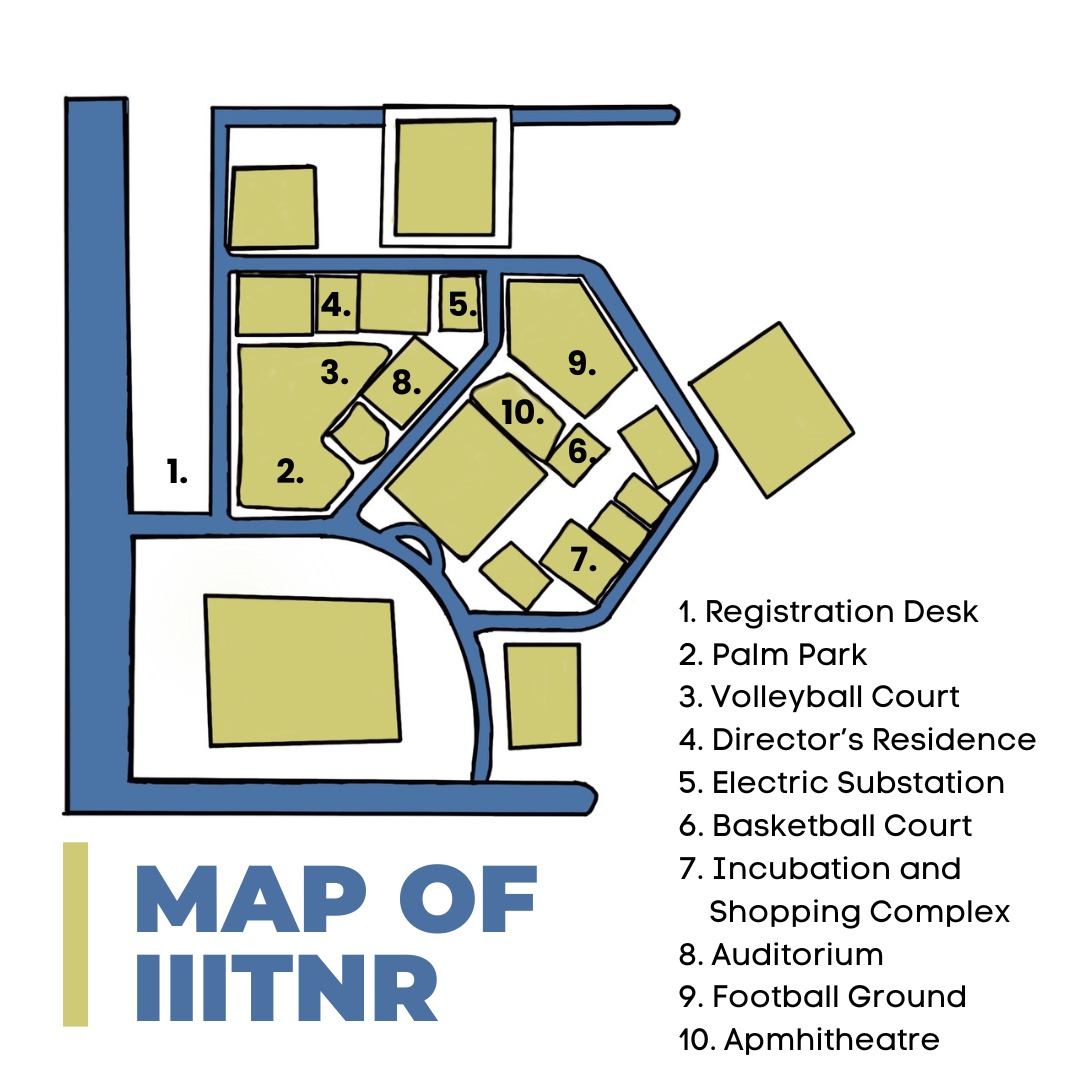 4.
5.
3.
8.
9.
10.
6.
1.
2.
7.
1. Registration Desk
2. Palm Park
3. Volleyball Court
4. Director’s Residence
5. Electric Substation
6. Basketball Court
7. Incubation and
Shopping Complex
8. Auditorium
9. Football Ground
10. Apmhitheatre
MAP OF
IIITNR